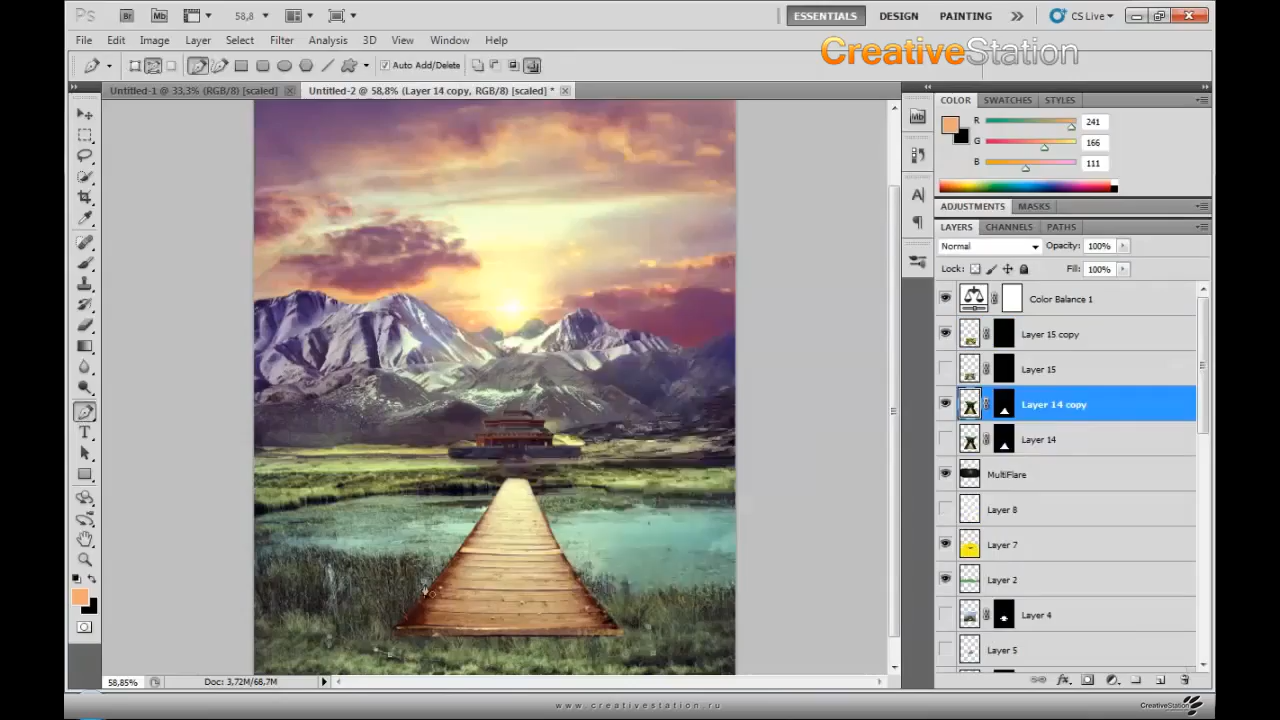 Ps Br Mb 58,8 ESSENTIALS DESIGN PAINTING CS Live
File Edit Image Layer Select Filter Analysis 3D View Window Help
CreativeStation
Auto Add/Delete
Untitled-1 @ 33,3% (RGB/8) [scaled] Untitled-2 @ 58,8% (Layer 14 copy, RGB/8) [scaled] *
COLOR SWATCHES STYLES
R 241
G 166
B 111
Mb
ADJUSTMENTS MASKS
LAYERS CHANNELS PATHS
Normal Opacity: 100%
Lock: Fill: 100%
Color Balance 1
Layer 15 copy
Layer 15
Layer 14 copy
Layer 14
MultiFlare
Layer 8
Layer 7
Layer 2
Layer 4
Layer 5
58,85% Doc: 3,72M/68,7M
www.creativestation.ru
CreativeStation